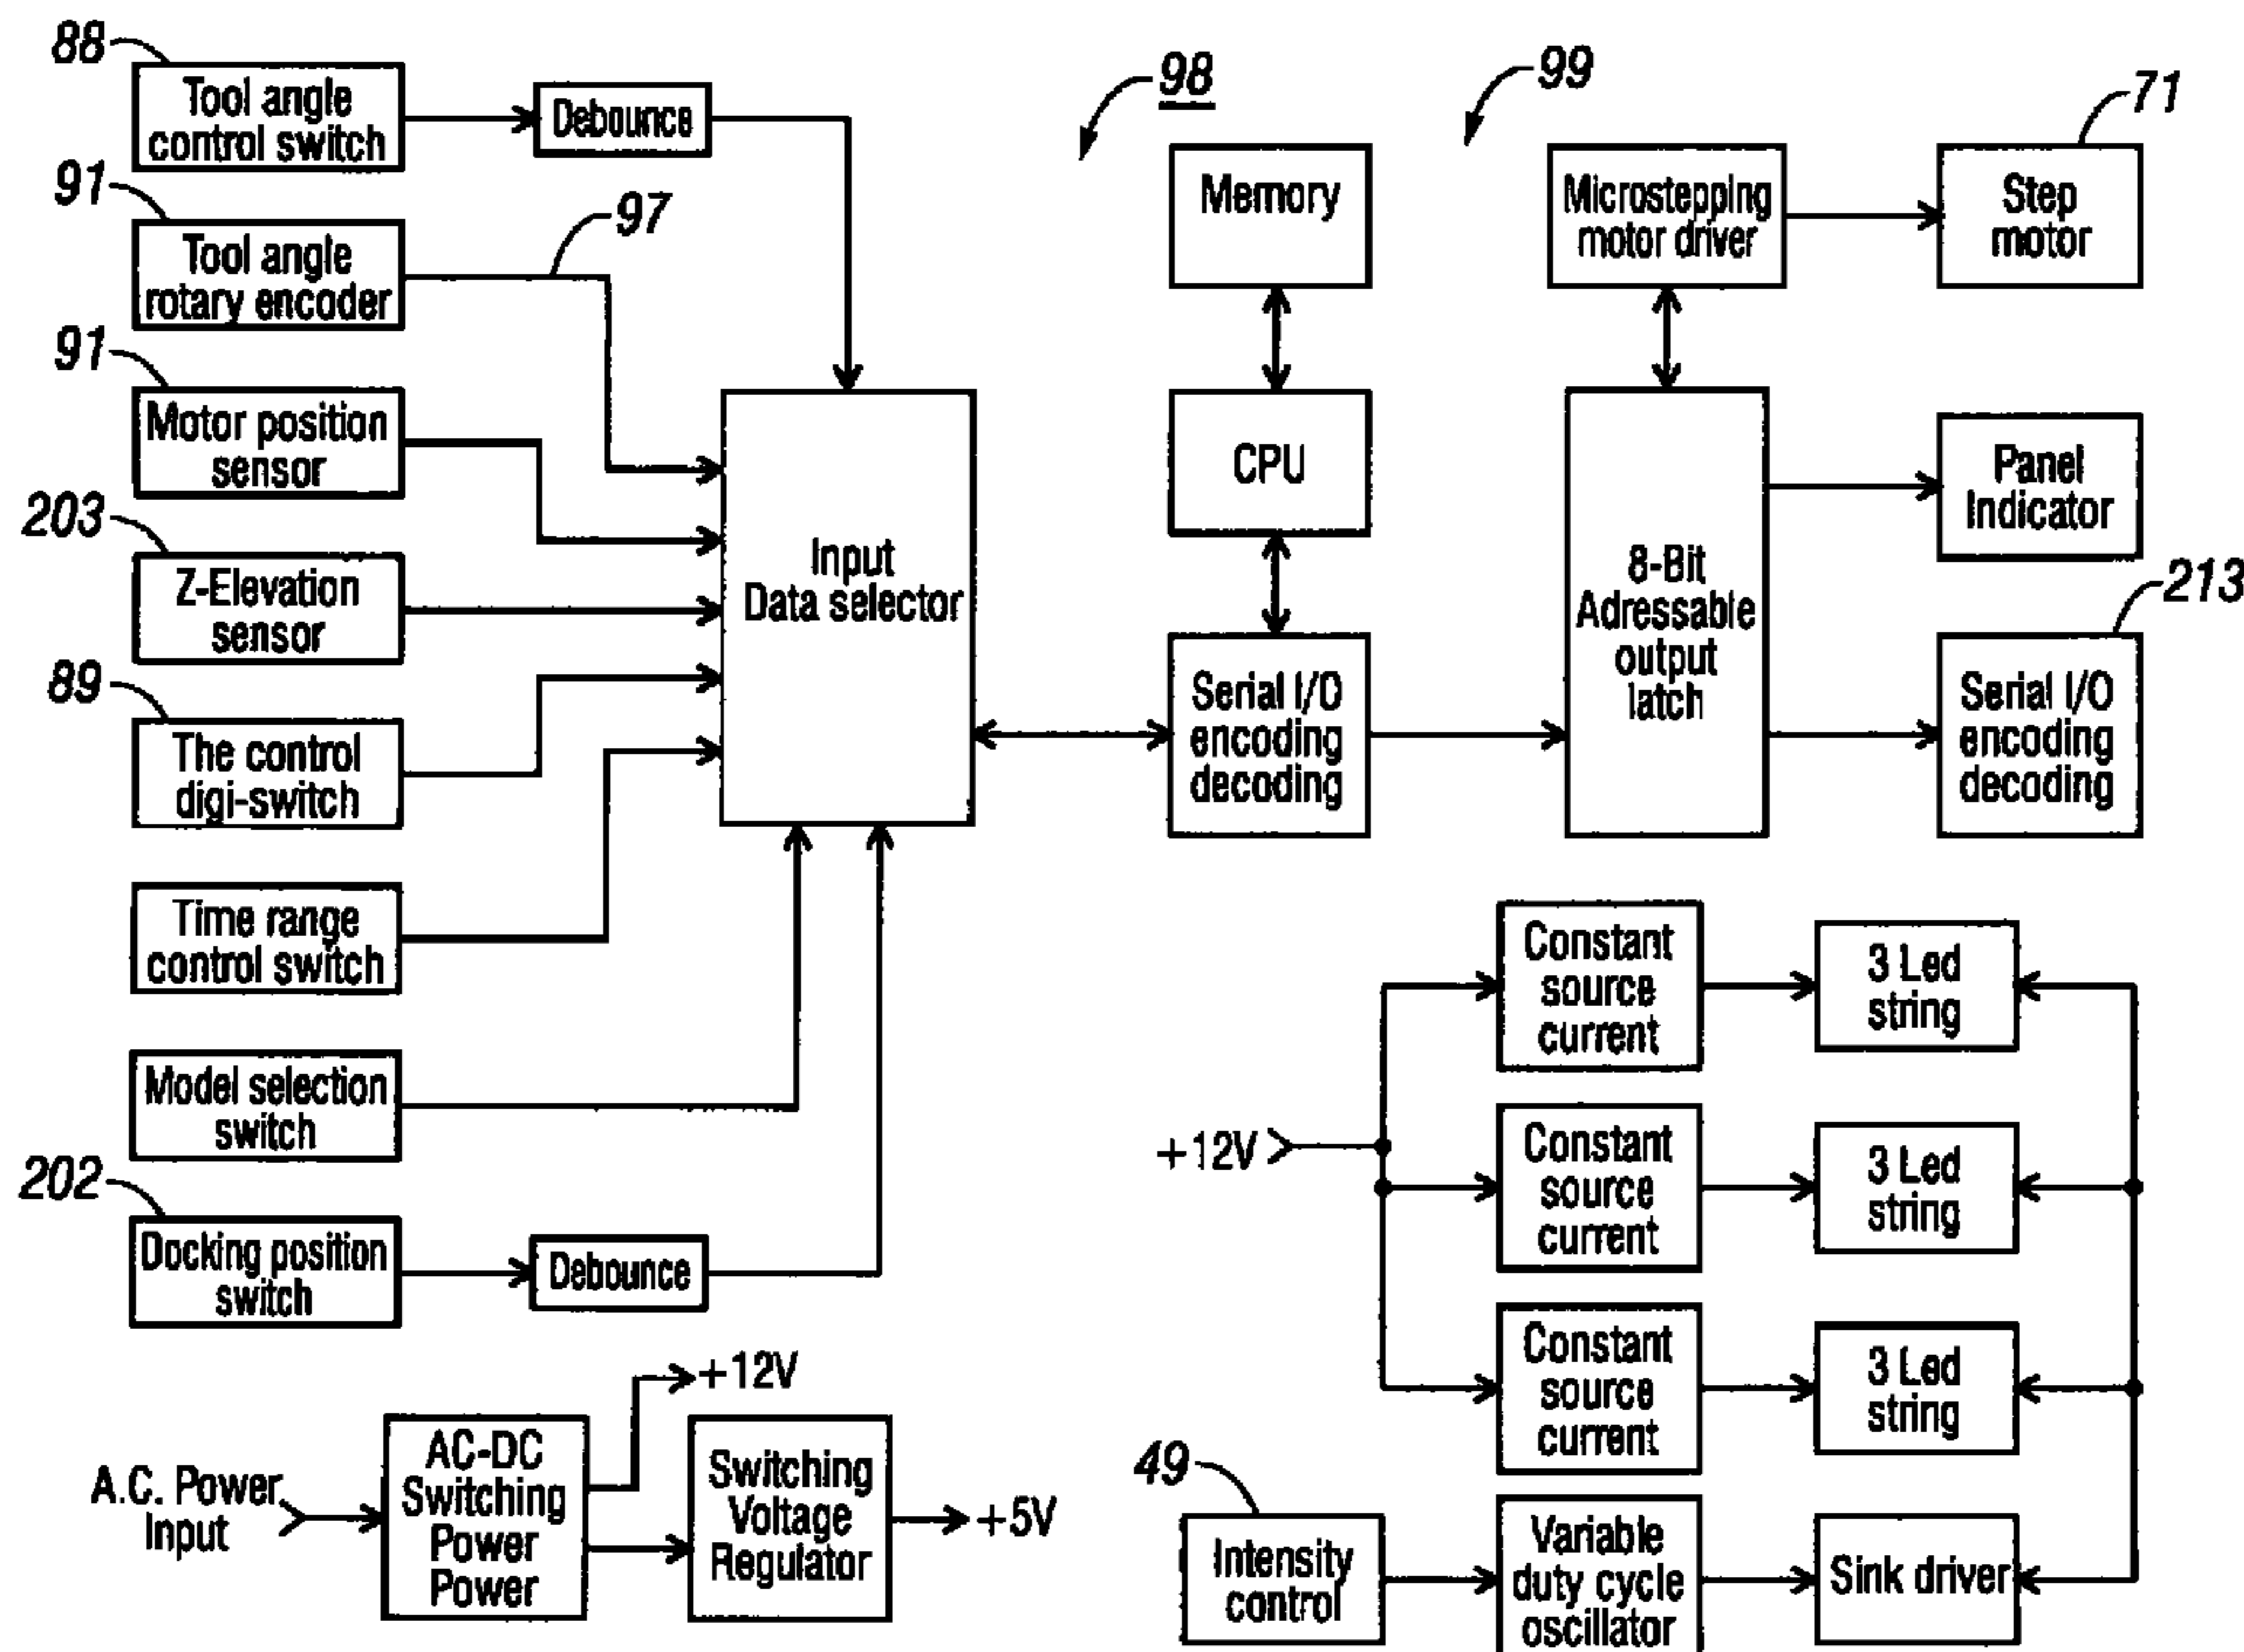 88
Tool angle
control switch
Debounce
91
Tool angle
rotary encoder
97
91
Motor position
sensor
203
Z-Elevation
sensor
89
The control
digi-switch
Time range
control switch
Model selection
switch
202
Docking position
switch
Debounce
Input
Data selector
98
Memory
CPU
Serial I/O
encoding
decoding
99
Microstepping
motor driver
71
Step
motor
8-Bit
Adressable
output
latch
Panel
Indicator
213
Serial I/O
encoding
decoding
+12V
Constant
source
current
3 Led
string
Constant
source
current
3 Led
string
Constant
source
current
3 Led
string
49
Intensity
control
Variable
duty cycle
oscillator
Sink driver
A.C. Power
Input
AC-DC
Switching
Power
Power
+12V
Switching
Voltage
Regulator
+5V